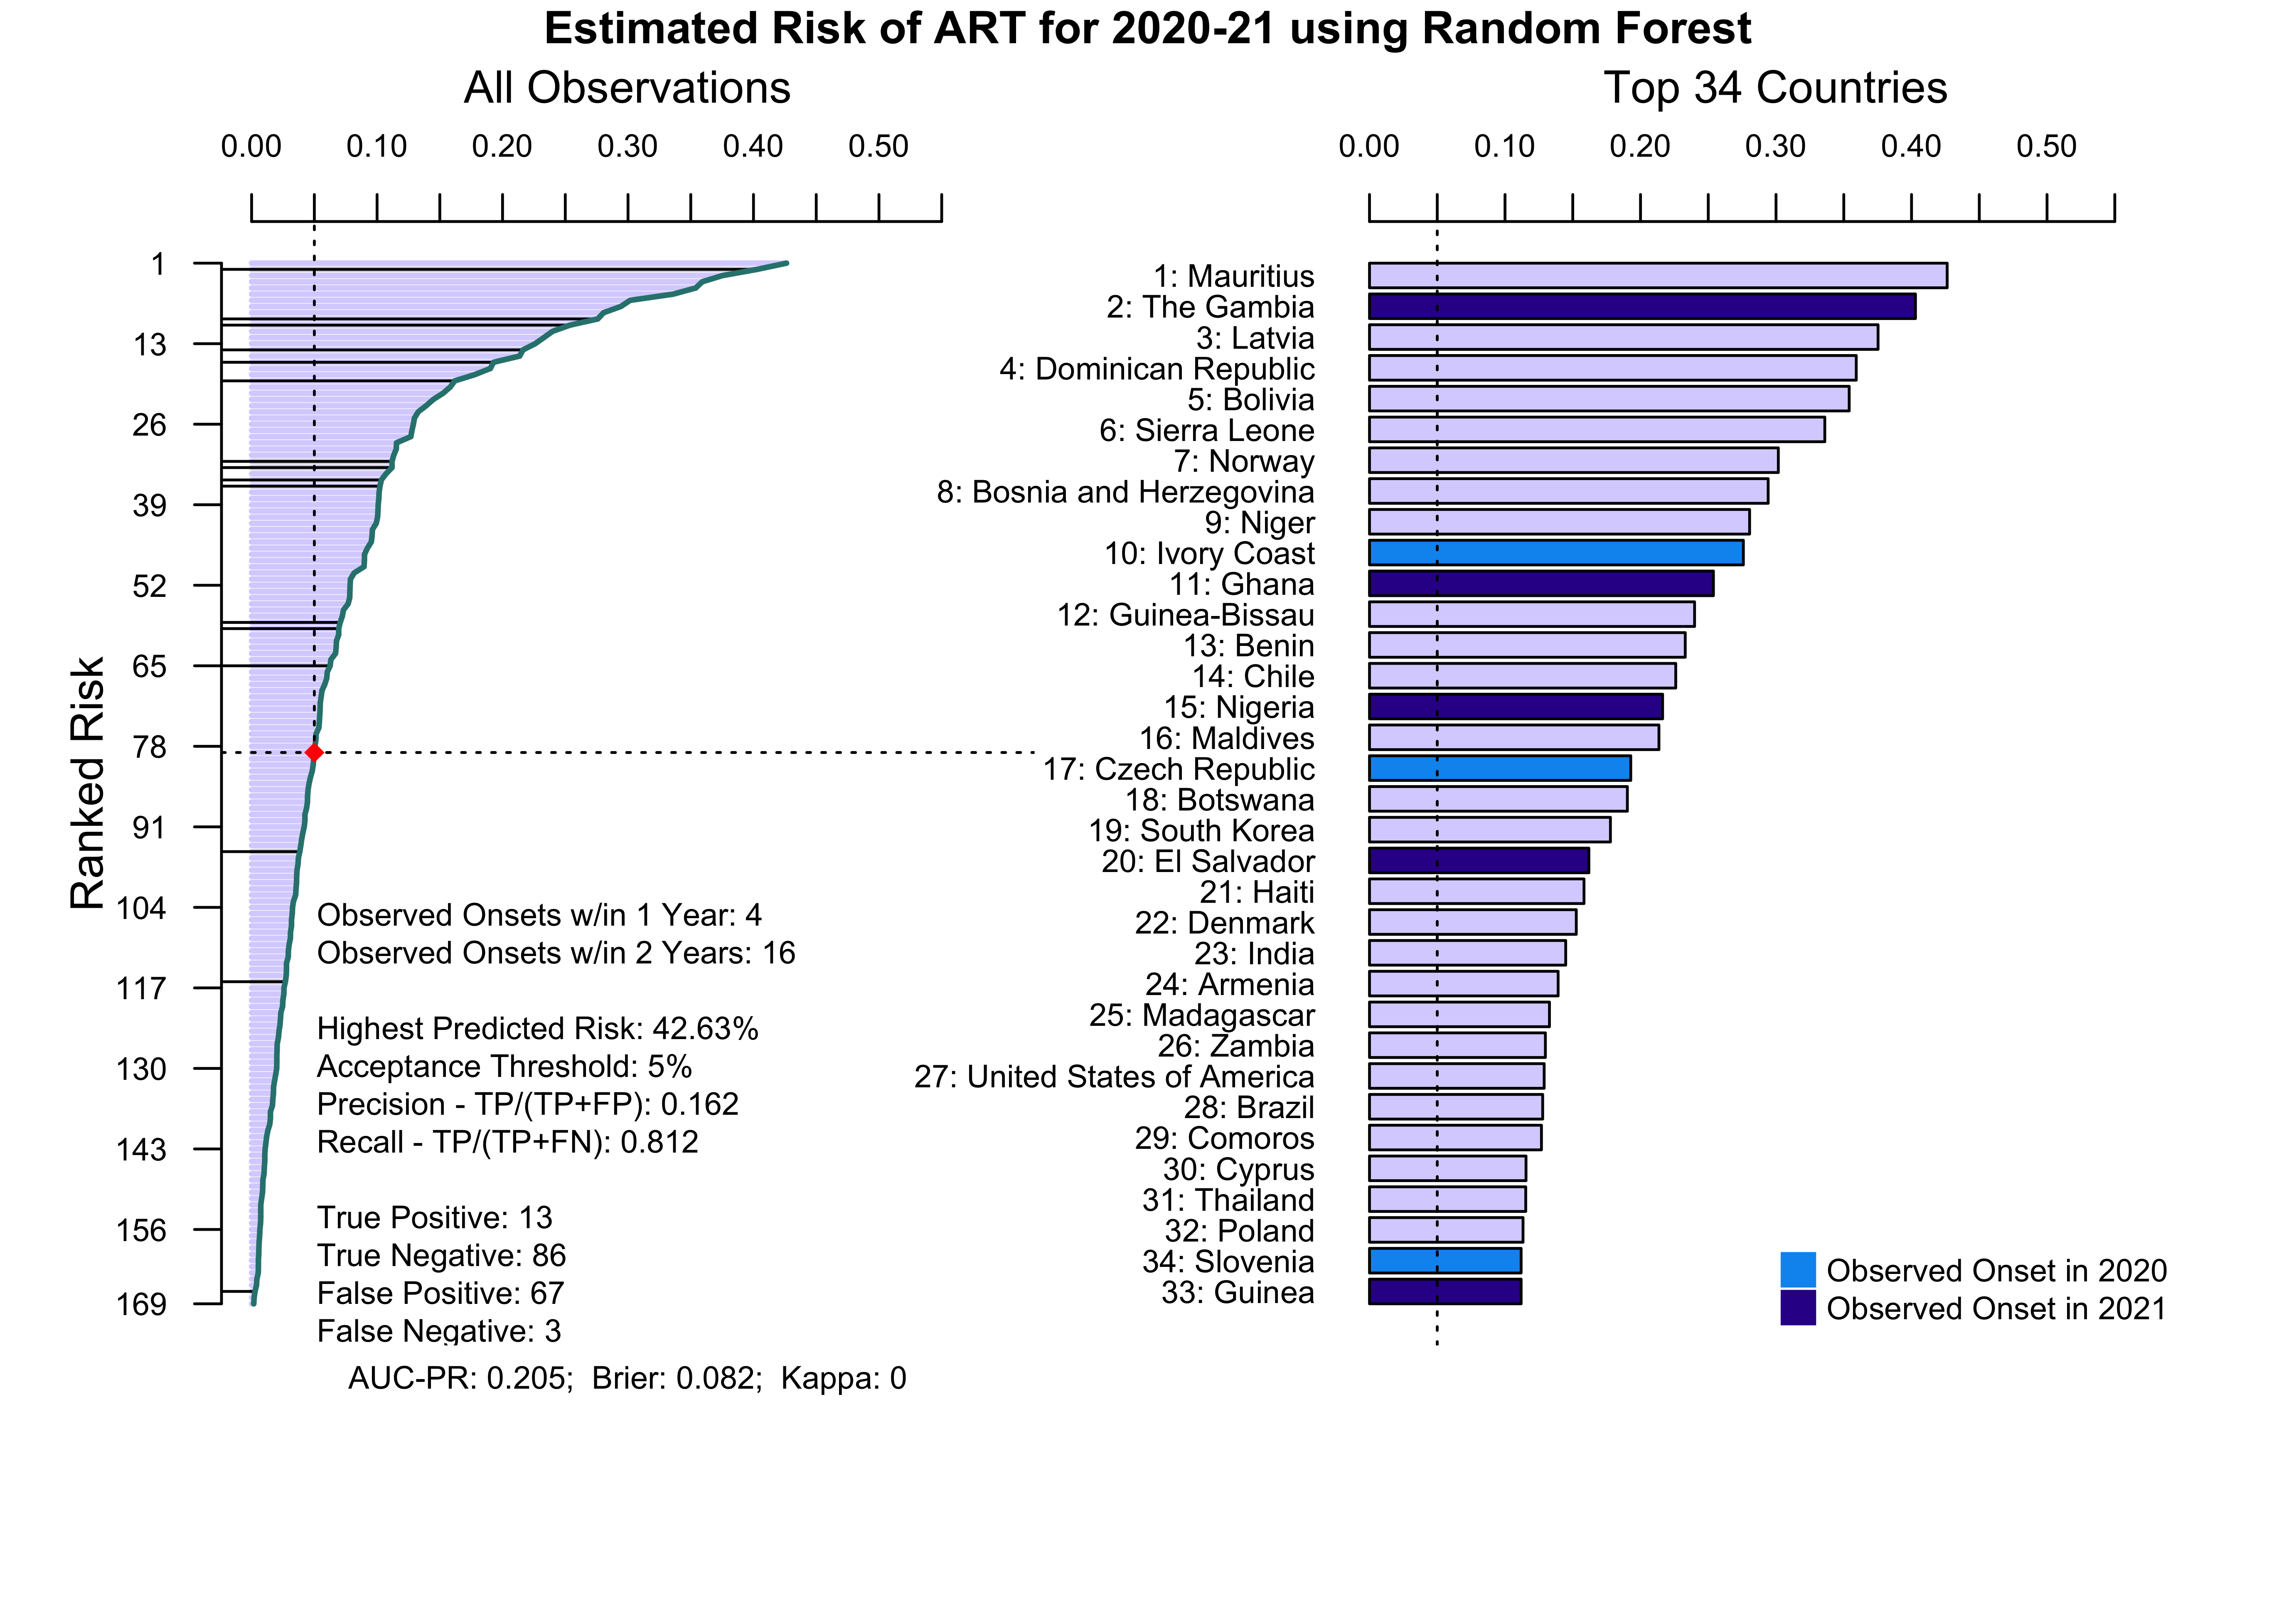 Estimated Risk of ART for 2020-21 using Random Forest
All Observations
0.00 0.10 0.20 0.30 0.40 0.50
Ranked Risk
1
13
26
39
52
65
78
91
104
117
130
143
156
169
Observed Onsets w/in 1 Year: 4
Observed Onsets w/in 2 Years: 16
Highest Predicted Risk: 42.63%
Acceptance Threshold: 5%
Precision - TP/(TP+FP): 0.162
Recall - TP/(TP+FN): 0.812
True Positive: 13
True Negative: 86
False Positive: 67
False Negative: 3
AUC-PR: 0.205; Brier: 0.082; Kappa: 0
Top 34 Countries
0.00 0.10 0.20 0.30 0.40 0.50
1: Mauritius
2: The Gambia
3: Latvia
4: Dominican Republic
5: Bolivia
6: Sierra Leone
7: Norway
8: Bosnia and Herzegovina
9: Niger
10: Ivory Coast
11: Ghana
12: Guinea-Bissau
13: Benin
14: Chile
15: Nigeria
16: Maldives
17: Czech Republic
18: Botswana
19: South Korea
20: El Salvador
21: Haiti
22: Denmark
23: India
24: Armenia
25: Madagascar
26: Zambia
27: United States of America
28: Brazil
29: Comoros
30: Cyprus
31: Thailand
32: Poland
34: Slovenia
33: Guinea
Observed Onset in 2020
Observed Onset in 2021